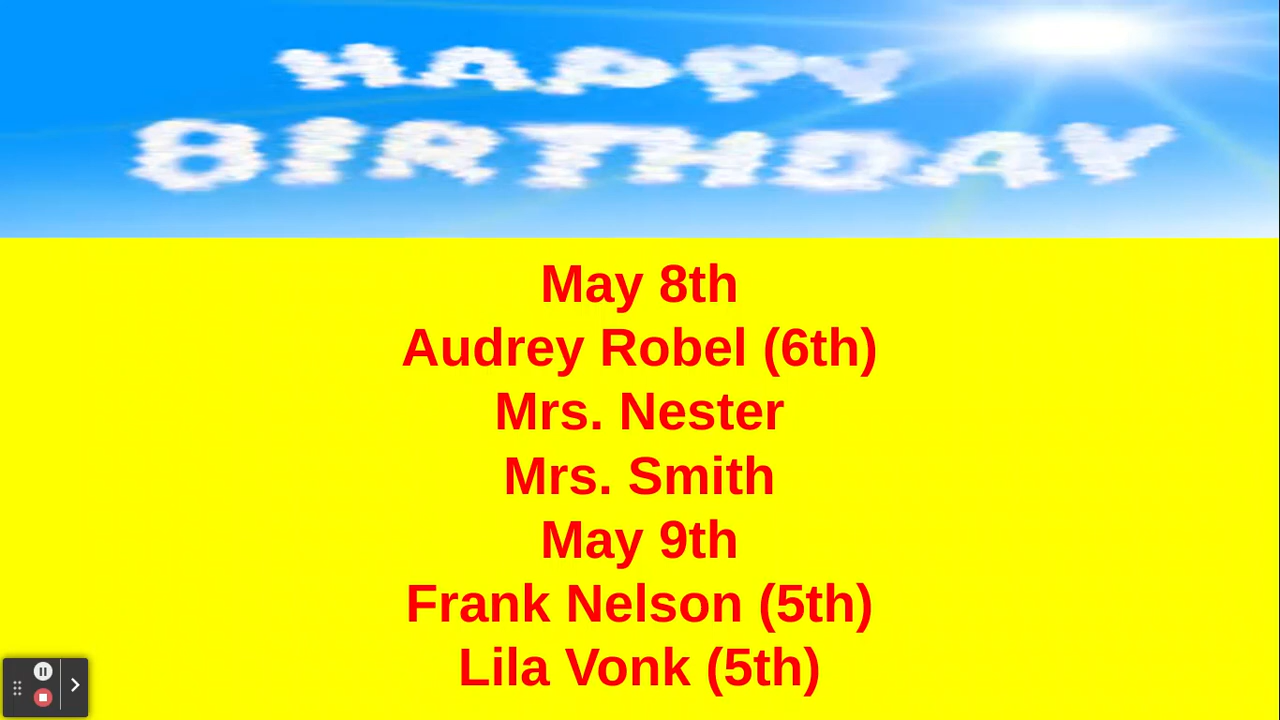 HAPPY
BIRTHDAY
May 8th
Audrey Robel (6th)
Mrs. Nester
Mrs. Smith
May 9th
Frank Nelson (5th)
Lila Vonk (5th)